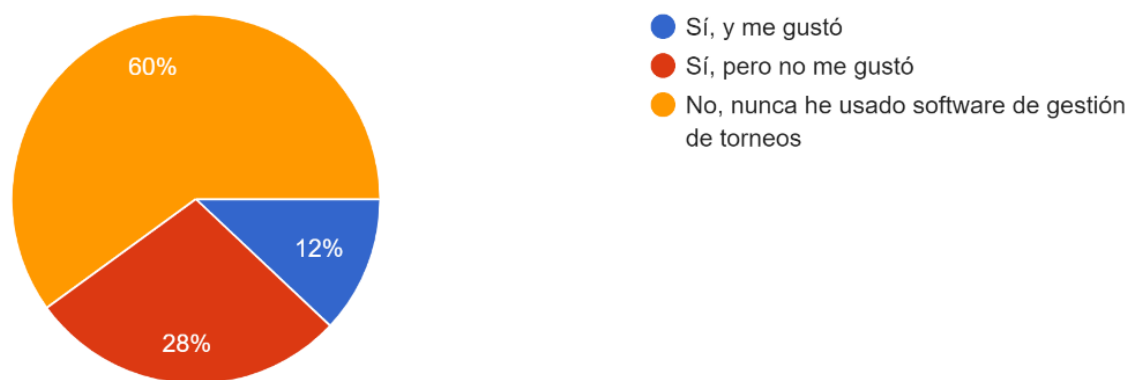 60%
12%
28%
Sí, y me gustó
Sí, pero no me gustó
No, nunca he usado software de gestión
de torneos